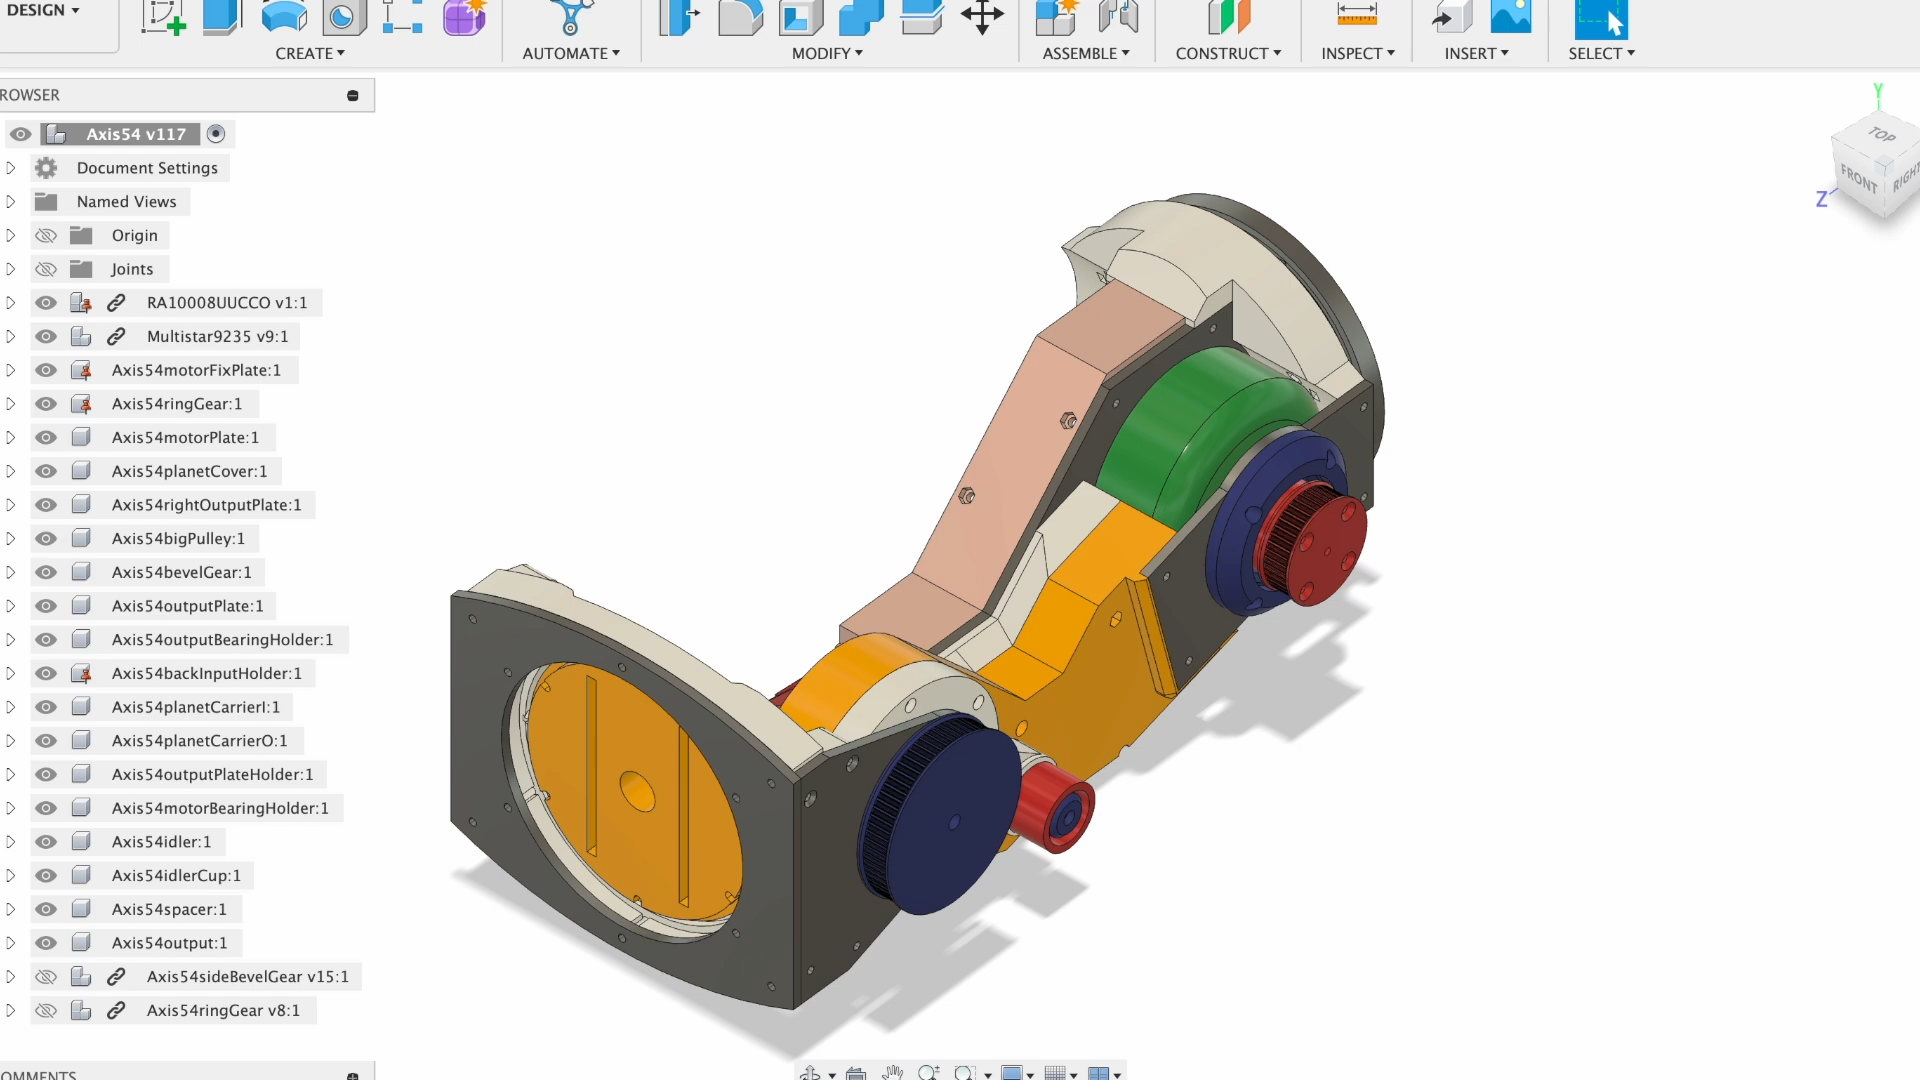 DESIGN
CREATE
AUTOMATE
MODIFY
ASSEMBLE
CONSTRUCT
INSPECT
INSERT
SELECT
ROWSER
Axis54 v117
Document Settings
Named Views
Origin
Joints
RA10008UUCCO v1:1
Multistar9235 v9:1
Axis54motorFixPlate:1
Axis54ringGear:1
Axis54motorPlate:1
Axis54planetCover:1
Axis54rightOutputPlate:1
Axis54bigPulley:1
Axis54bevelGear:1
Axis54outputPlate:1
Axis54outputBearingHolder:1
Axis54backInputHolder:1
Axis54planetCarrierI:1
Axis54planetCarrierO:1
Axis54outputPlateHolder:1
Axis54motorBearingHolder:1
Axis54idler:1
Axis54idlerCup:1
Axis54spacer:1
Axis54output:1
Axis54sideBevelGear v15:1
Axis54ringGear v8:1
OMMENTS
Y
TOP
FRONT
RIGHT
Z